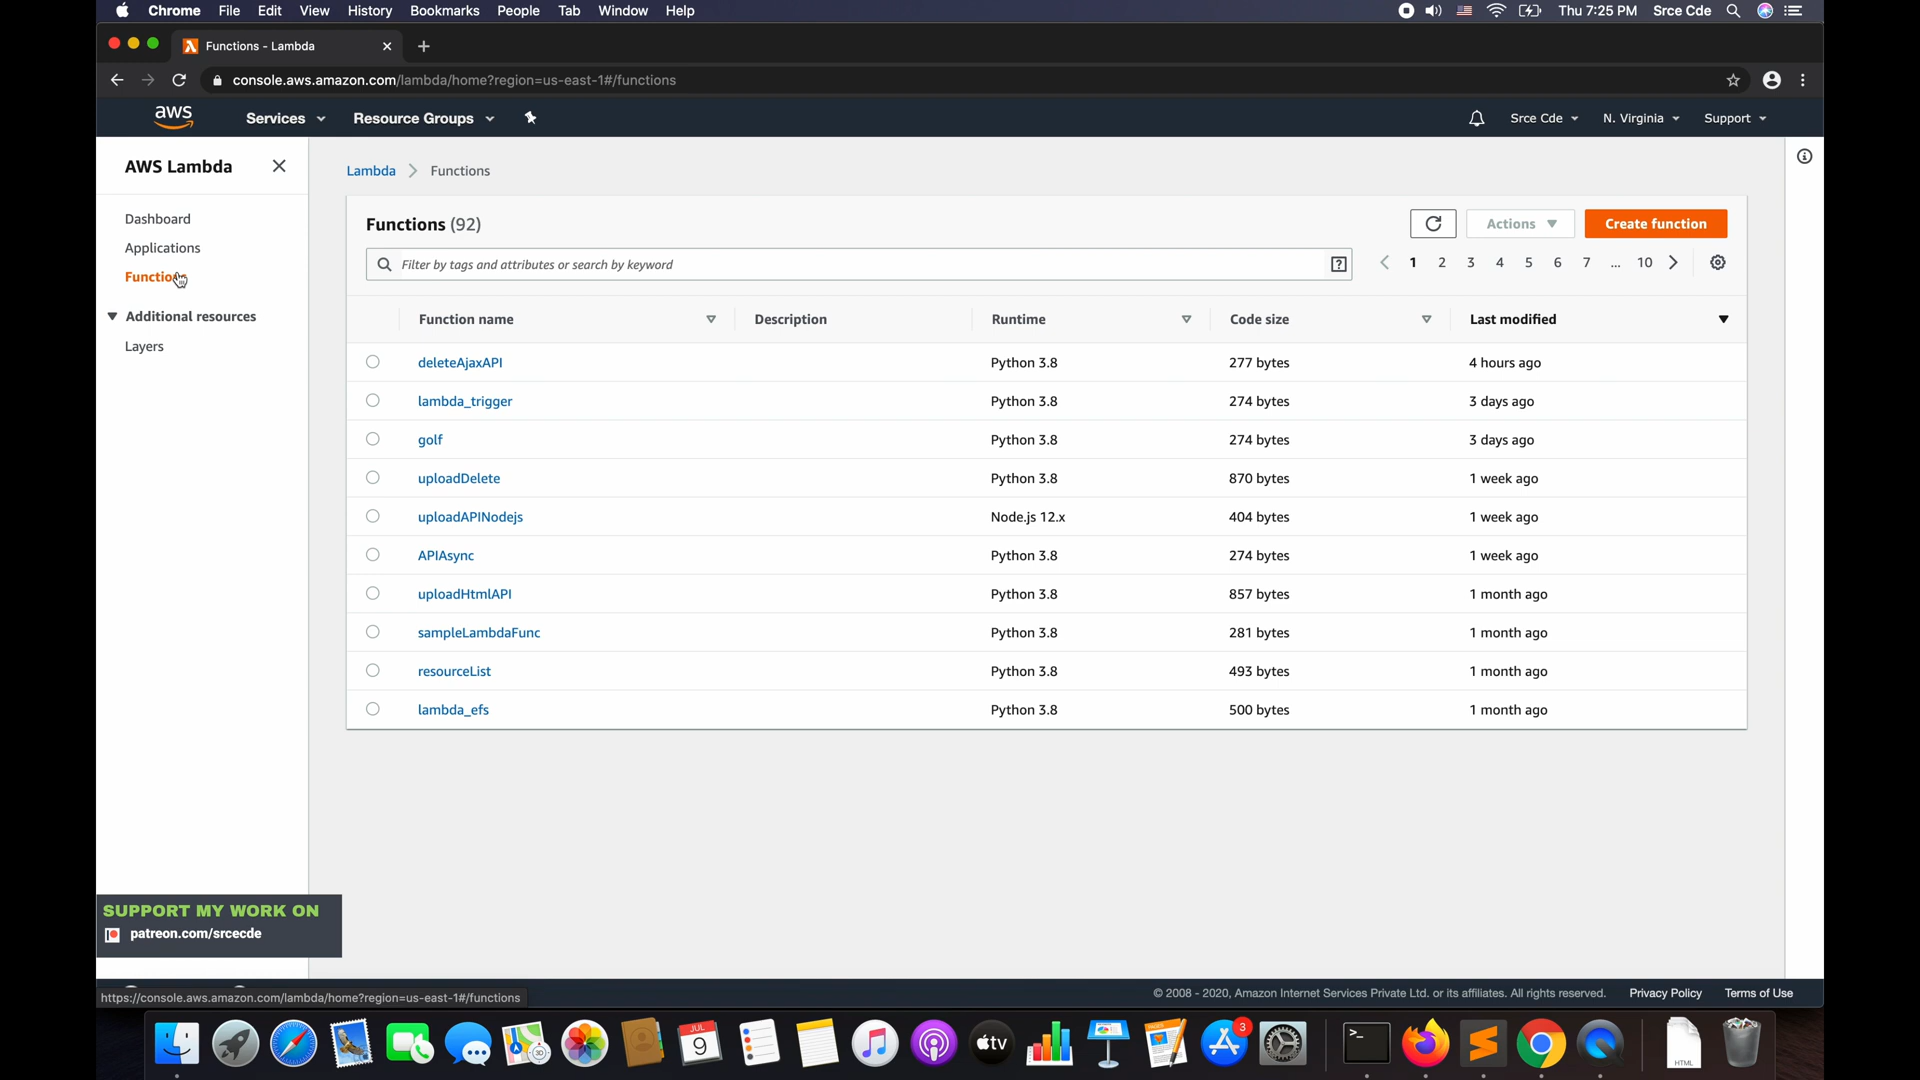 Chrome File Edit View History Bookmarks People Tab Window Help Thu 7:25 PM Srce Cde
Functions - Lambda
console.aws.amazon.com/lambda/home?region=us-east-1#/functions
aws Services Resource Groups Srce Cde N. Virginia Support
AWS Lambda
Dashboard
Applications
Functions
Additional resources
Layers
Lambda > Functions
Functions (92) Actions Create function
Filter by tags and attributes or search by keyword 1 2 3 4 5 6 7 ... 10
Function name Description Runtime Code size Last modified
deleteAjaxAPI Python 3.8 277 bytes 4 hours ago
lambda_trigger Python 3.8 274 bytes 3 days ago
golf Python 3.8 274 bytes 3 days ago
uploadDelete Python 3.8 870 bytes 1 week ago
uploadAPINodejs Node.js 12.x 404 bytes 1 week ago
APIAsync Python 3.8 274 bytes 1 week ago
uploadHtmlAPI Python 3.8 857 bytes 1 month ago
sampleLambdaFunc Python 3.8 281 bytes 1 month ago
resourceList Python 3.8 493 bytes 1 month ago
lambda_efs Python 3.8 500 bytes 1 month ago
SUPPORT MY WORK ON
patreon.com/srcecde
https://console.aws.amazon.com/lambda/home?region=us-east-1#/functions
© 2008 - 2020, Amazon Internet Services Private Ltd. or its affiliates. All rights reserved. Privacy Policy Terms of Use
3D JUL 9 tv PAGES 3 HTML